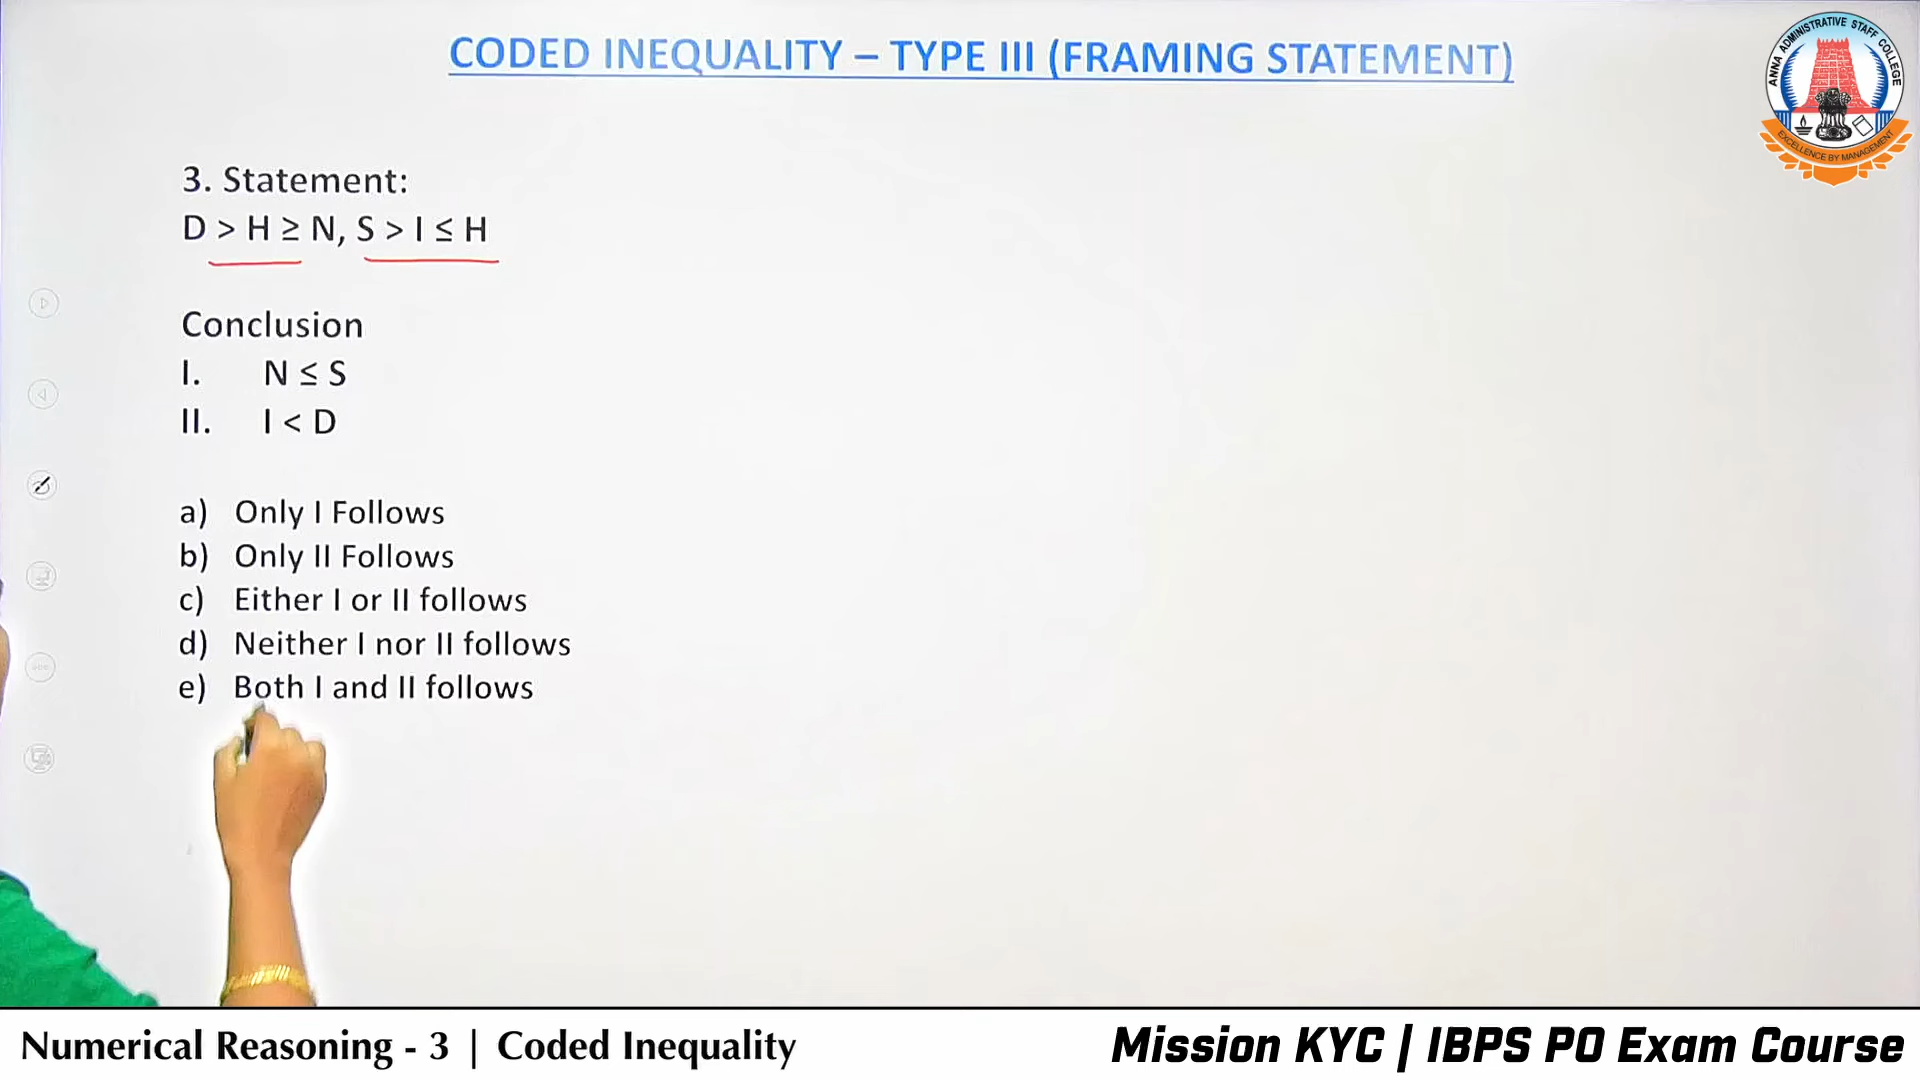 CODED INEQUALITY – TYPE III (FRAMING STATEMENT)
ANNA ADMINISTRATIVE STAFF COLLEGE
EXCELLENCE BY MANAGEMENT
3. Statement:
D > H ≥ N, S > I ≤ H
Conclusion
I. N ≤ S
II. I < D
a) Only I Follows
b) Only II Follows
c) Either I or II follows
d) Neither I nor II follows
e) Both I and II follows
Numerical Reasoning - 3 | Coded Inequality
Mission KYC | IBPS PO Exam Course